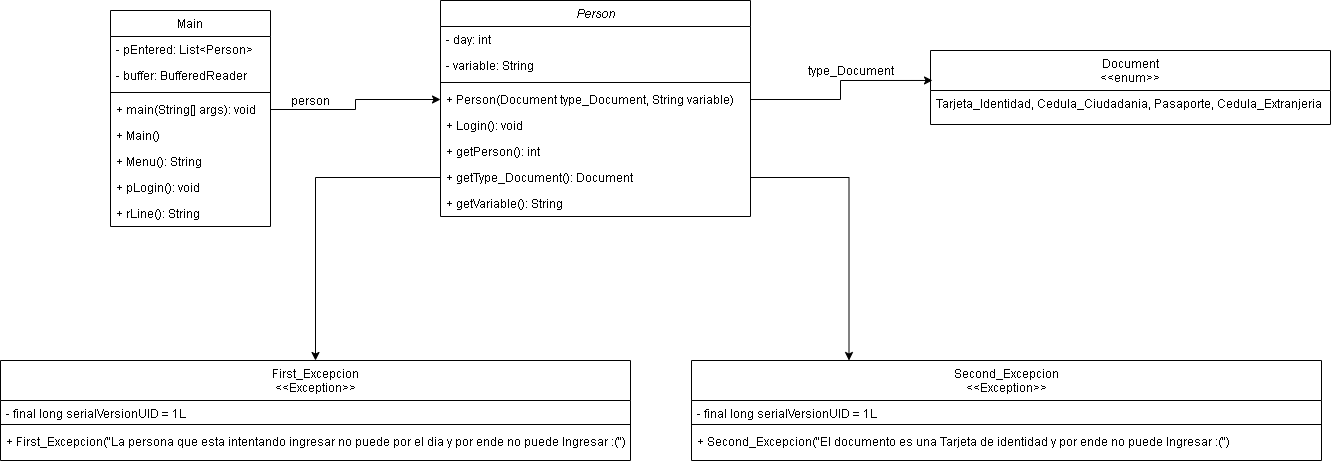 Main
- pEntered: List<Person>
- buffer: BufferedReader
+ main(String[] args): void
+ Main()
+ Menu(): String
+ pLogin(): void
+ rLine(): String
person
Person
- day: int
- variable: String
+ Person(Document type_Document, String variable)
+ Login(): void
+ getPerson(): int
+ getType_Document(): Document
+ getVariable(): String
type_Document
Document
<<enum>>
Tarjeta_Identidad, Cedula_Ciudadania, Pasaporte, Cedula_Extranjeria
First_Excepcion
<<Exception>>
- final long serialVersionUID = 1L
+ First_Excepcion("La persona que esta intentando ingresar no puede por el dia y por ende no puede Ingresar :(")
Second_Excepcion
<<Exception>>
- final long serialVersionUID = 1L
+ Second_Excepcion("El documento es una Tarjeta de identidad y por ende no puede Ingresar :(")